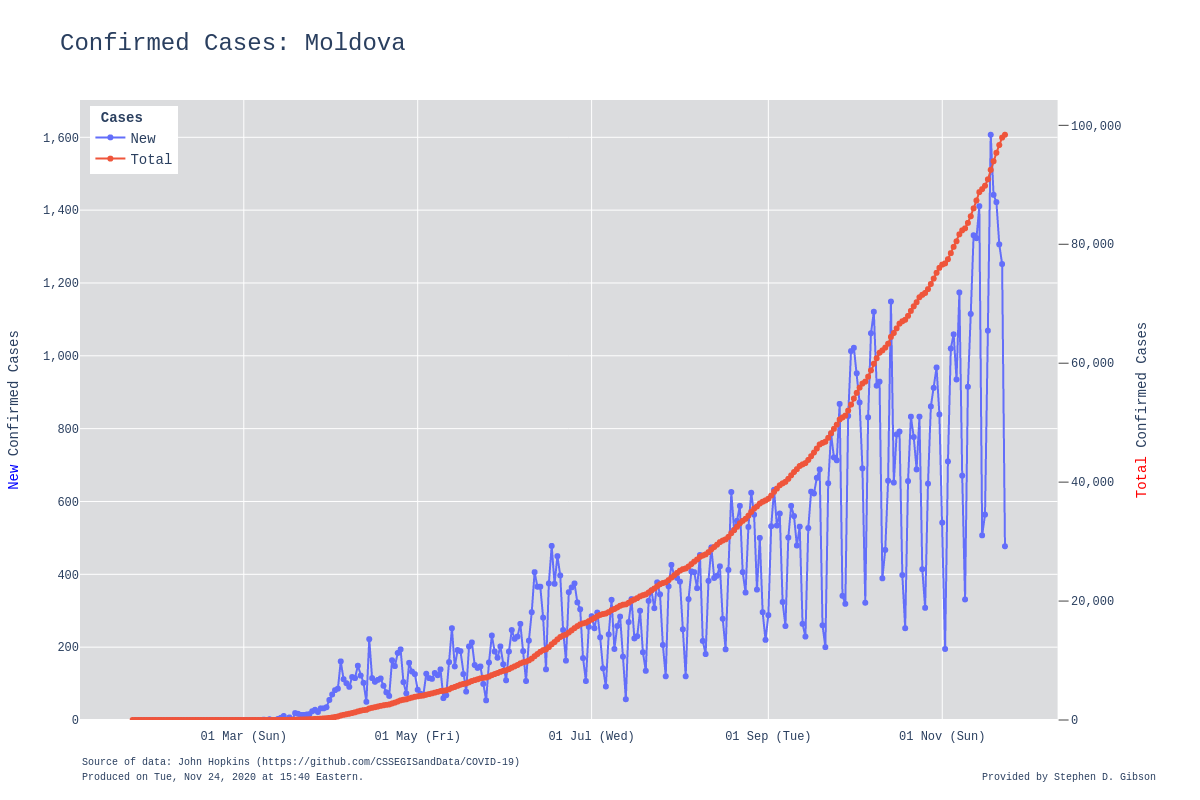 Confirmed Cases: Moldova
Cases
New
Total
1,600
1,400
1,200
1,000
800
600
400
200
0
100,000
80,000
60,000
40,000
20,000
0
New Confirmed Cases
Total Confirmed Cases
01 Mar (Sun)
01 May (Fri)
01 Jul (Wed)
01 Sep (Tue)
01 Nov (Sun)
Source of data: John Hopkins (https://github.com/CSSEGISandData/COVID-19)
Produced on Tue, Nov 24, 2020 at 15:40 Eastern.
Provided by Stephen D. Gibson